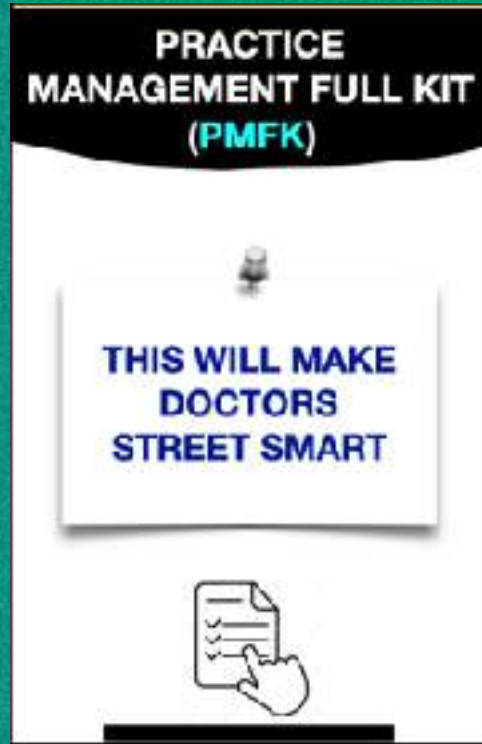 PRACTICE
MANAGEMENT FULL KIT
(PMFK)
THIS WILL MAKE
DOCTORS
STREET SMART